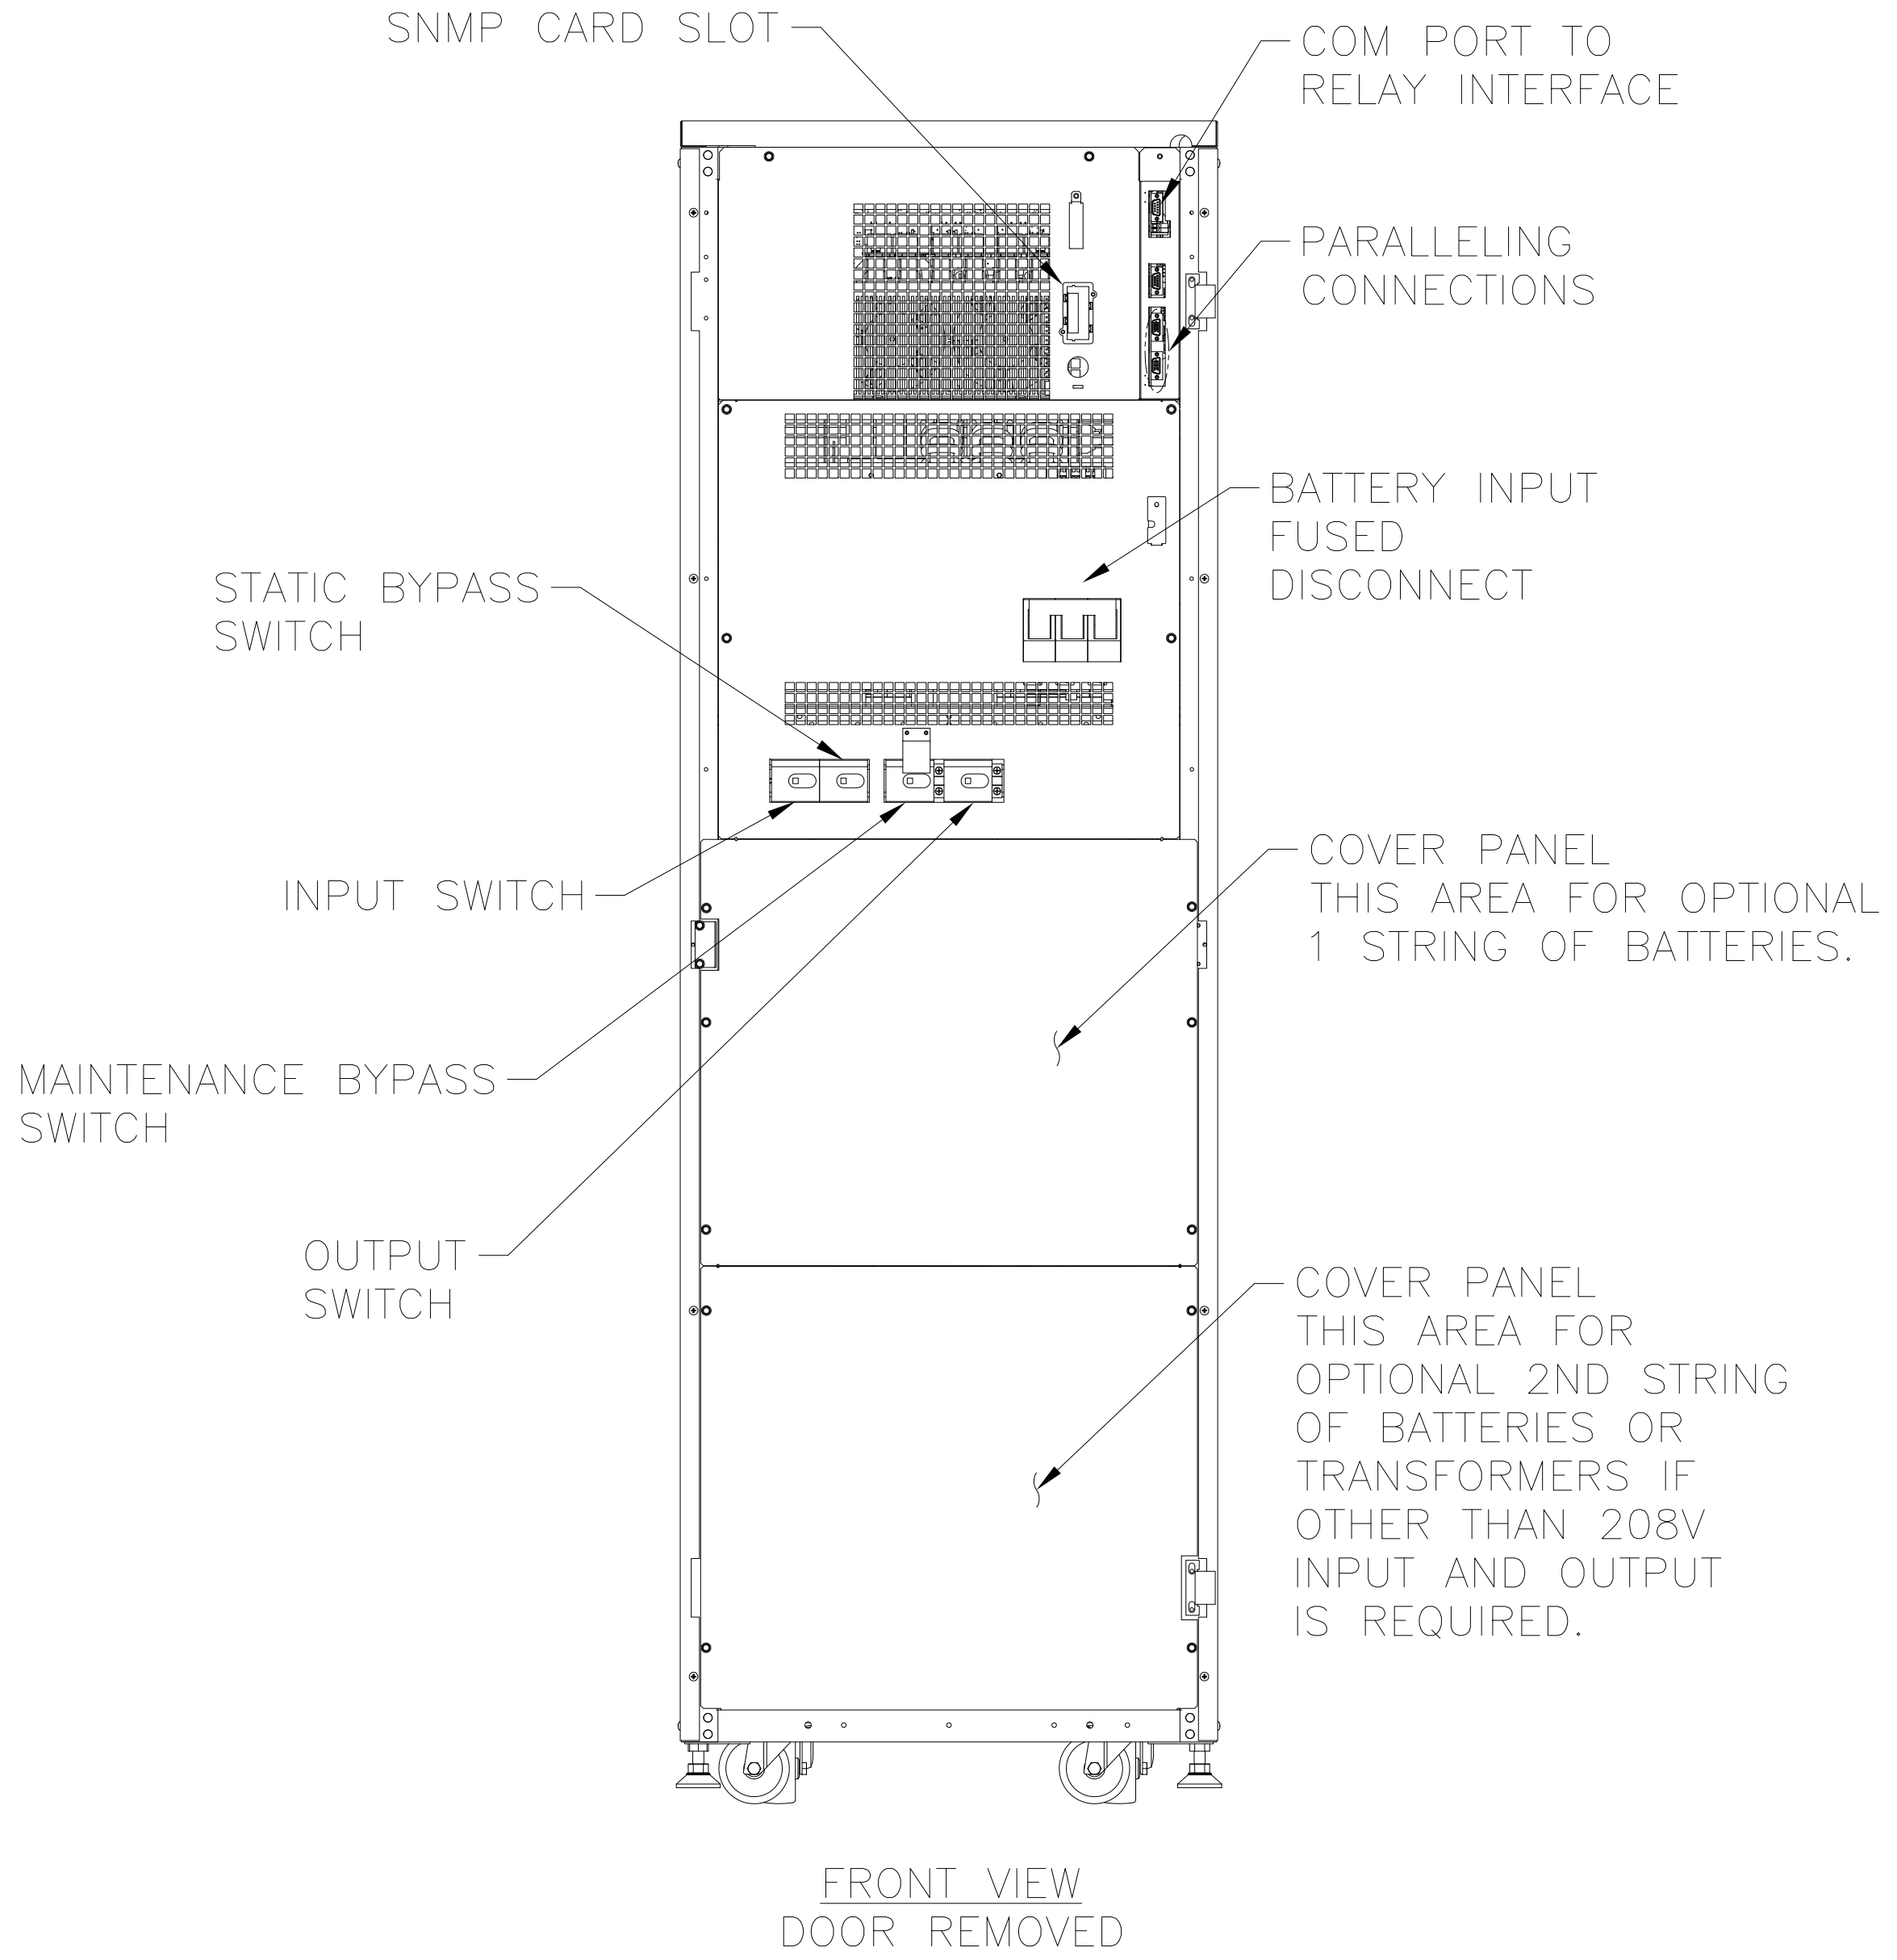 SNMP CARD SLOT
COM PORT TO
RELAY INTERFACE
PARALLELING
CONNECTIONS
BATTERY INPUT
FUSED
DISCONNECT
STATIC BYPASS
SWITCH
INPUT SWITCH
COVER PANEL
THIS AREA FOR OPTIONAL
1 STRING OF BATTERIES.
MAINTENANCE BYPASS
SWITCH
OUTPUT
SWITCH
COVER PANEL
THIS AREA FOR
OPTIONAL 2ND STRING
OF BATTERIES OR
TRANSFORMERS IF
OTHER THAN 208V
INPUT AND OUTPUT
IS REQUIRED.
FRONT VIEW
DOOR REMOVED